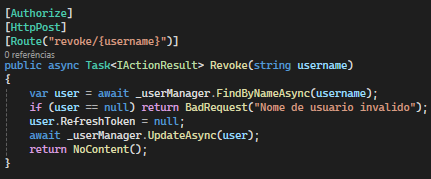 [Authorize]
[HttpPost]
[Route("revoke/{username}")]
0 referências
public async Task<IActionResult> Revoke(string username)
{
var user = await _userManager.FindByNameAsync(username);
if (user == null) return BadRequest("Nome de usuario invalido");
user.RefreshToken = null;
await _userManager.UpdateAsync(user);
return NoContent();
}